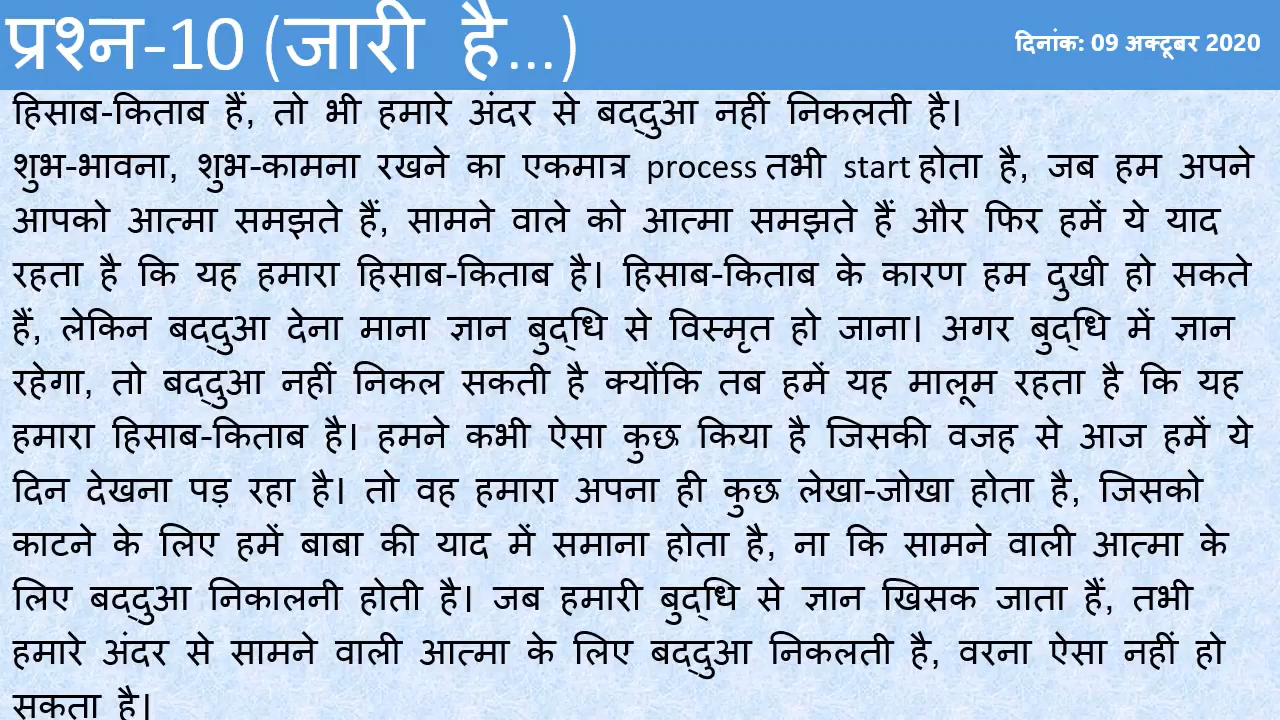 प्रश्न-10 (जारी है...)
दिनांक: 09 अक्टूबर 2020
हिसाब-किताब हैं, तो भी हमारे अंदर से बद्दुआ नहीं निकलती है।
शुभ-भावना, शुभ-कामना रखने का एकमात्र process तभी start होता है, जब हम अपने
आपको आत्मा समझते हैं, सामने वाले को आत्मा समझते हैं और फिर हमें ये याद
रहता है कि यह हमारा हिसाब-किताब है। हिसाब-किताब के कारण हम दुखी हो सकते
हैं, लेकिन बद्दुआ देना माना ज्ञान बुद्धि से विस्मृत हो जाना। अगर बुद्धि में ज्ञान
रहेगा, तो बद्दुआ नहीं निकल सकती है क्योंकि तब हमें यह मालूम रहता है कि यह
हमारा हिसाब-किताब है। हमने कभी ऐसा कुछ किया है जिसकी वजह से आज हमें ये
दिन देखना पड़ रहा है। तो वह हमारा अपना ही कुछ लेखा-जोखा होता है, जिसको
काटने के लिए हमें बाबा की याद में समाना होता है, ना कि सामने वाली आत्मा के
लिए बद्दुआ निकालनी होती है। जब हमारी बुद्धि से ज्ञान खिसक जाता हैं, तभी
हमारे अंदर से सामने वाली आत्मा के लिए बद्दुआ निकलती है, वरना ऐसा नहीं हो
सकता है।